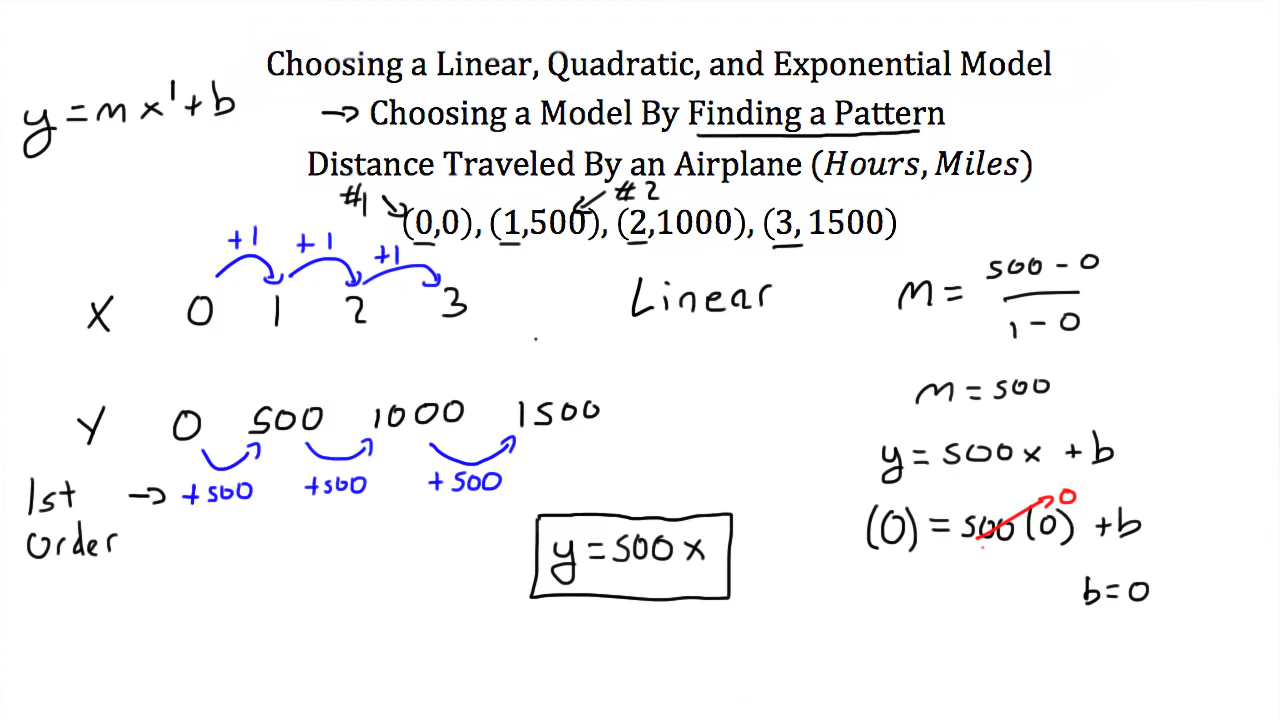 Choosing a Linear, Quadratic, and Exponential Model
y = mx¹ + b
→ Choosing a Model By Finding a Pattern
Distance Traveled By an Airplane (Hours, Miles)
#1 #2
(0,0), (1,500), (2,1000), (3, 1500)
+1 +1 +1
X 0 1 2 3
Linear
Y 0 500 1000 1500
1st → +500 +500 +500
order
y = 500x
m = 500 - 0
1 - 0
m = 500
y = 500x + b
(0) = 500(0) + b
0
b = 0